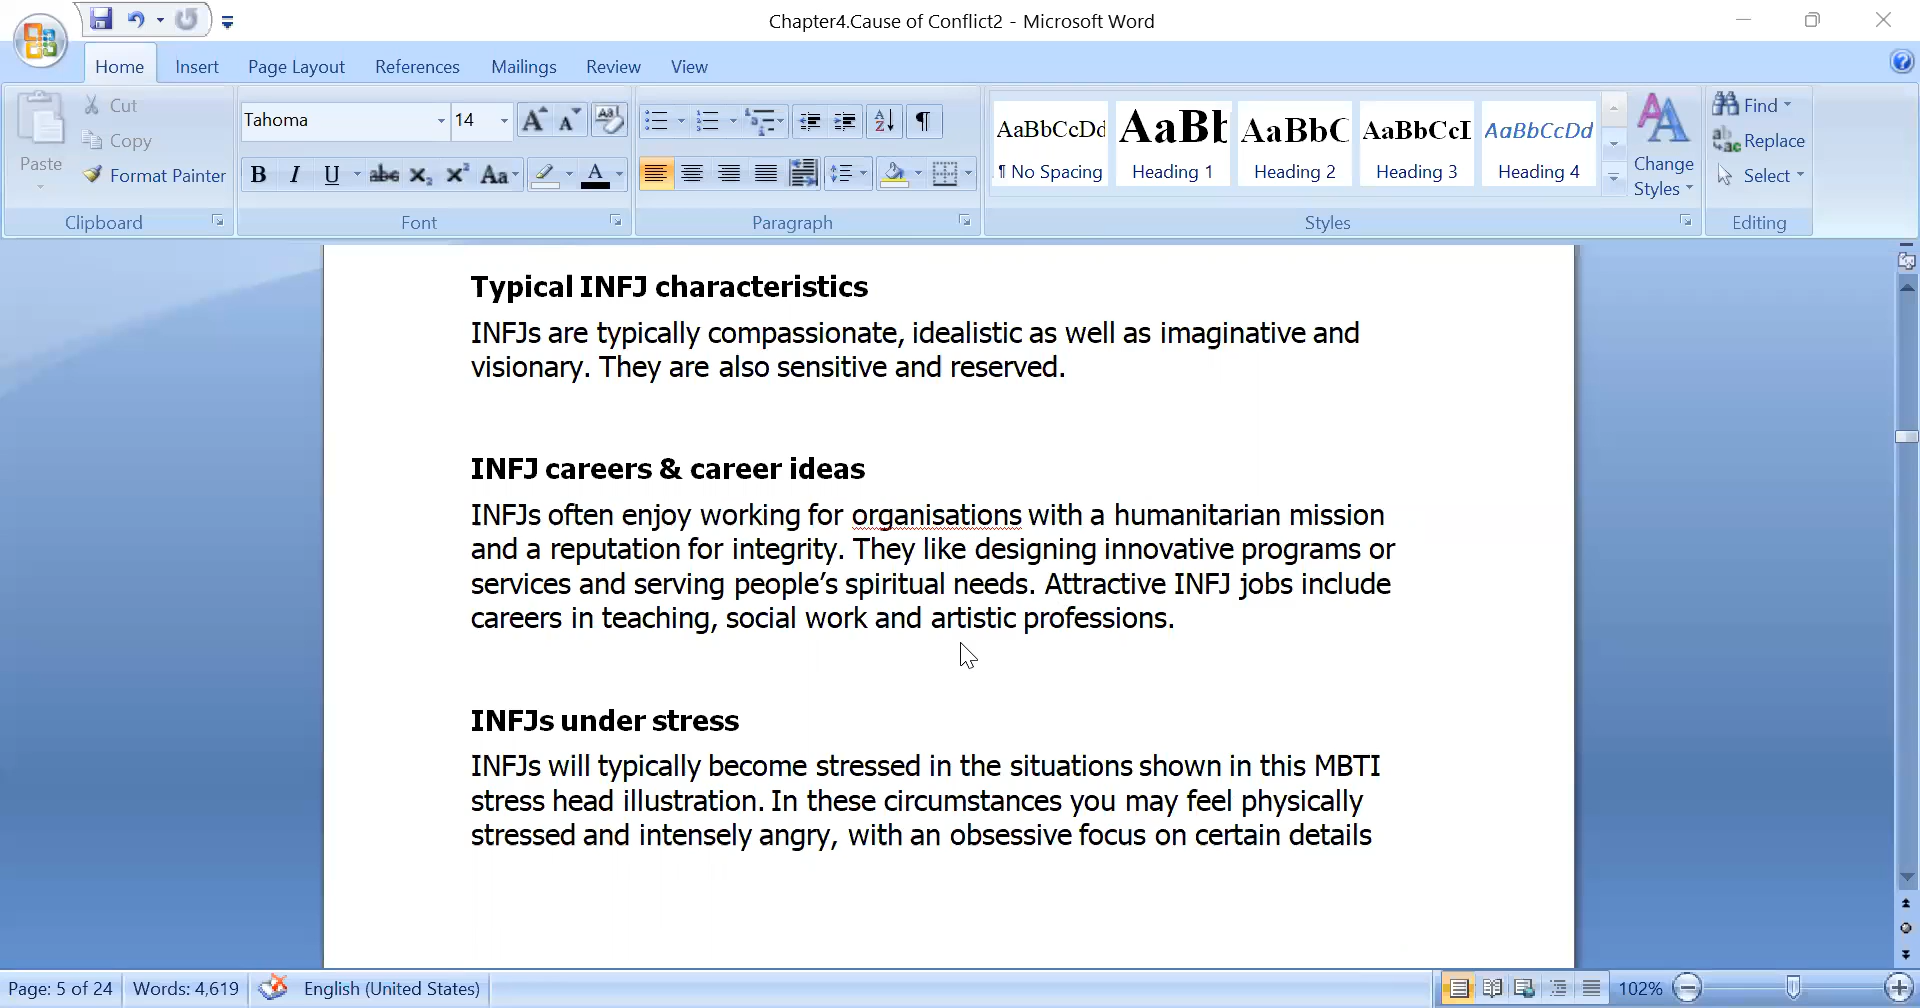 Chapter4.Cause of Conflict2 - Microsoft Word
Home Insert Page Layout References Mailings Review View
Paste
Cut
Copy
Format Painter
Clipboard
Tahoma 14
B I U abc X₂ X² Aa
A
Font
Paragraph
AaBbCcDd AaBb AaBbC AaBbCcI AaBbCcDd
¶ No Spacing Heading 1 Heading 2 Heading 3 Heading 4
Change
Styles
Styles
Find
Replace
Select
Editing
Typical INFJ characteristics
INFJs are typically compassionate, idealistic as well as imaginative and
visionary. They are also sensitive and reserved.
INFJ careers & career ideas
INFJs often enjoy working for organisations with a humanitarian mission
and a reputation for integrity. They like designing innovative programs or
services and serving people’s spiritual needs. Attractive INFJ jobs include
careers in teaching, social work and artistic professions.
INFJs under stress
INFJs will typically become stressed in the situations shown in this MBTI
stress head illustration. In these circumstances you may feel physically
stressed and intensely angry, with an obsessive focus on certain details
Page: 5 of 24 Words: 4,619 English (United States) 102%